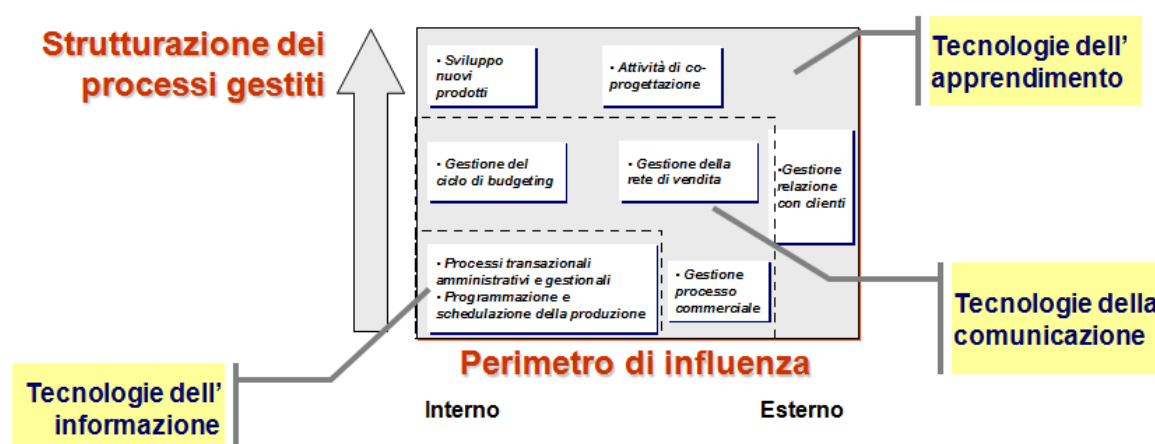 Strutturazione dei
processi gestiti
• Sviluppo
nuovi
prodotti
• Attività di co-
progettazione
Tecnologie dell’
apprendimento
• Gestione del
ciclo di budgeting
• Gestione della
rete di vendita
•Gestione
relazione
con clienti
• Processi transazionali
amministrativi e gestionali
• Programmazione e
schedulazione della produzione
• Gestione
processo
commerciale
Tecnologie della
comunicazione
Perimetro di influenza
Tecnologie dell’
informazione
Interno
Esterno